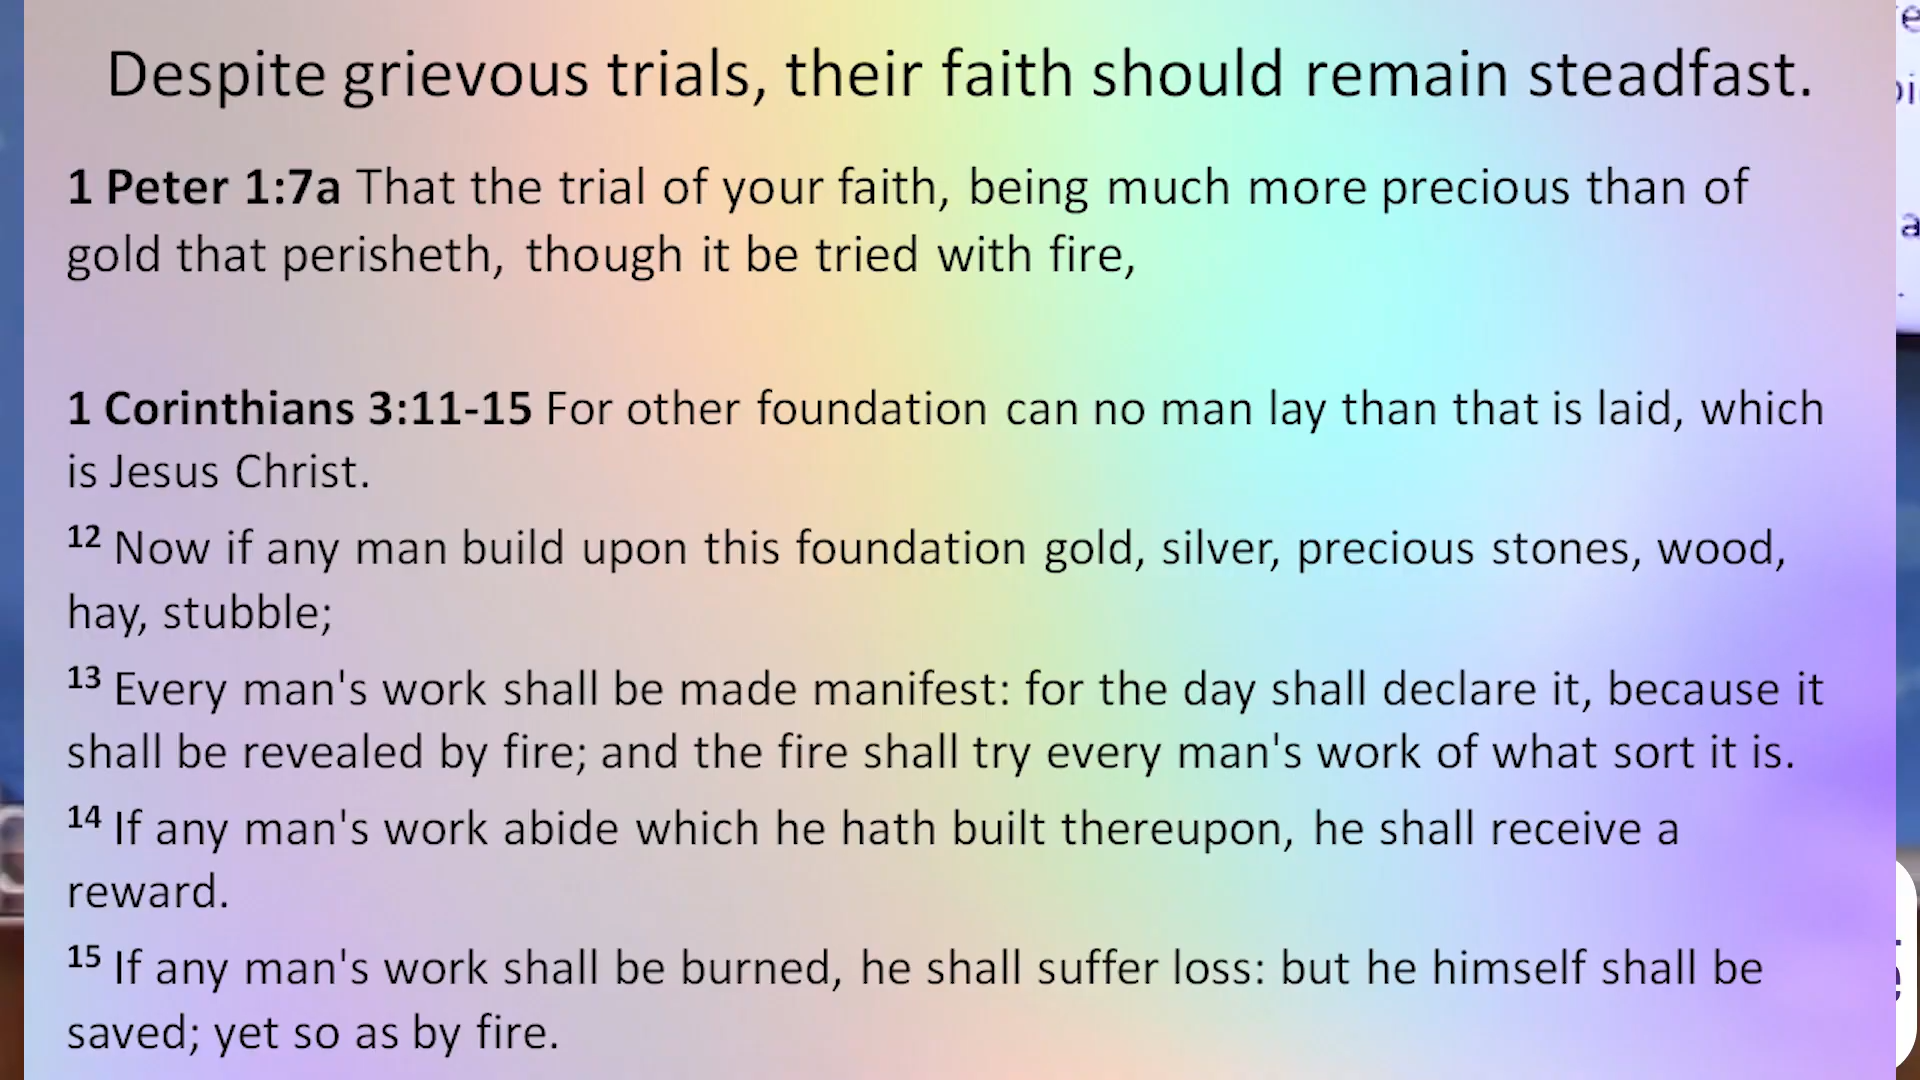 Despite grievous trials, their faith should remain steadfast.
1 Peter 1:7a That the trial of your faith, being much more precious than of
gold that perisheth, though it be tried with fire,
1 Corinthians 3:11-15 For other foundation can no man lay than that is laid, which
is Jesus Christ.
12 Now if any man build upon this foundation gold, silver, precious stones, wood,
hay, stubble;
13 Every man's work shall be made manifest: for the day shall declare it, because it
shall be revealed by fire; and the fire shall try every man's work of what sort it is.
14 If any man's work abide which he hath built thereupon, he shall receive a
reward.
15 If any man's work shall be burned, he shall suffer loss: but he himself shall be
saved; yet so as by fire.